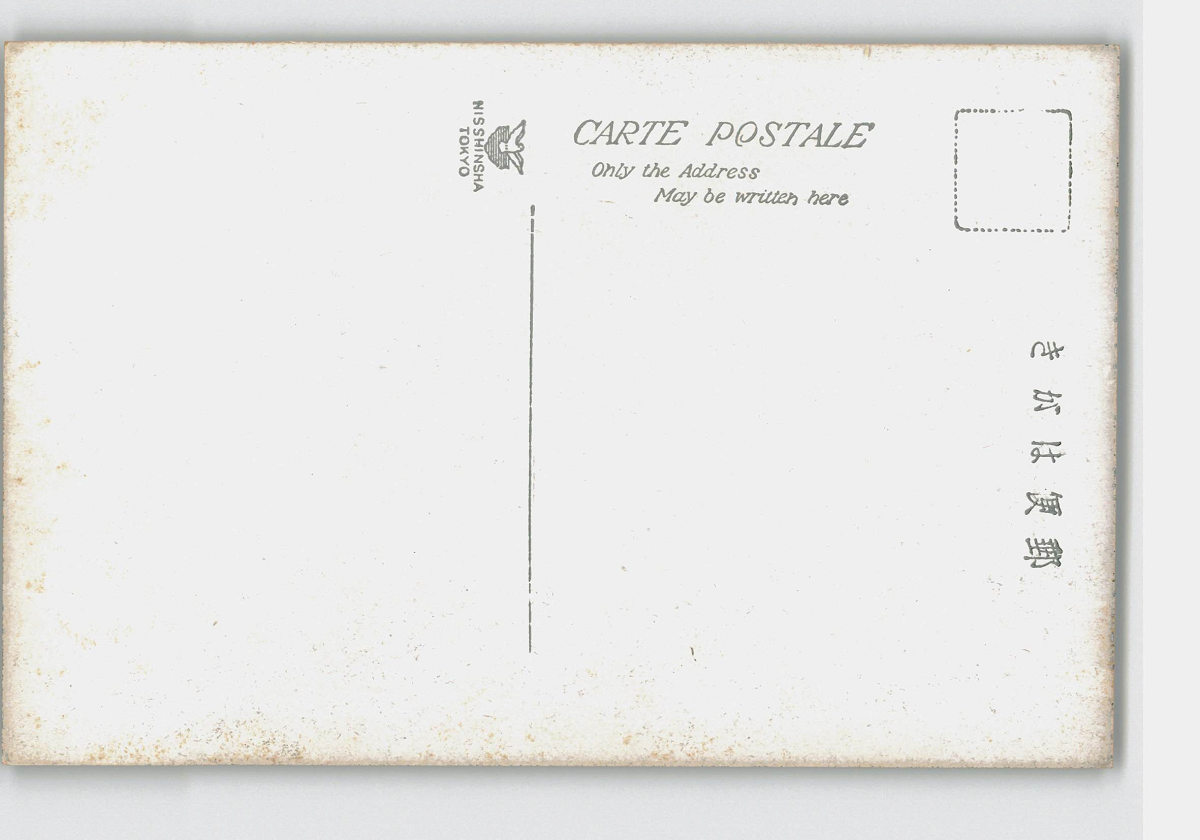 NISSHINSHA
TOKYO
CARTE POSTALE
Only the Address
May be written here
郵便はがき